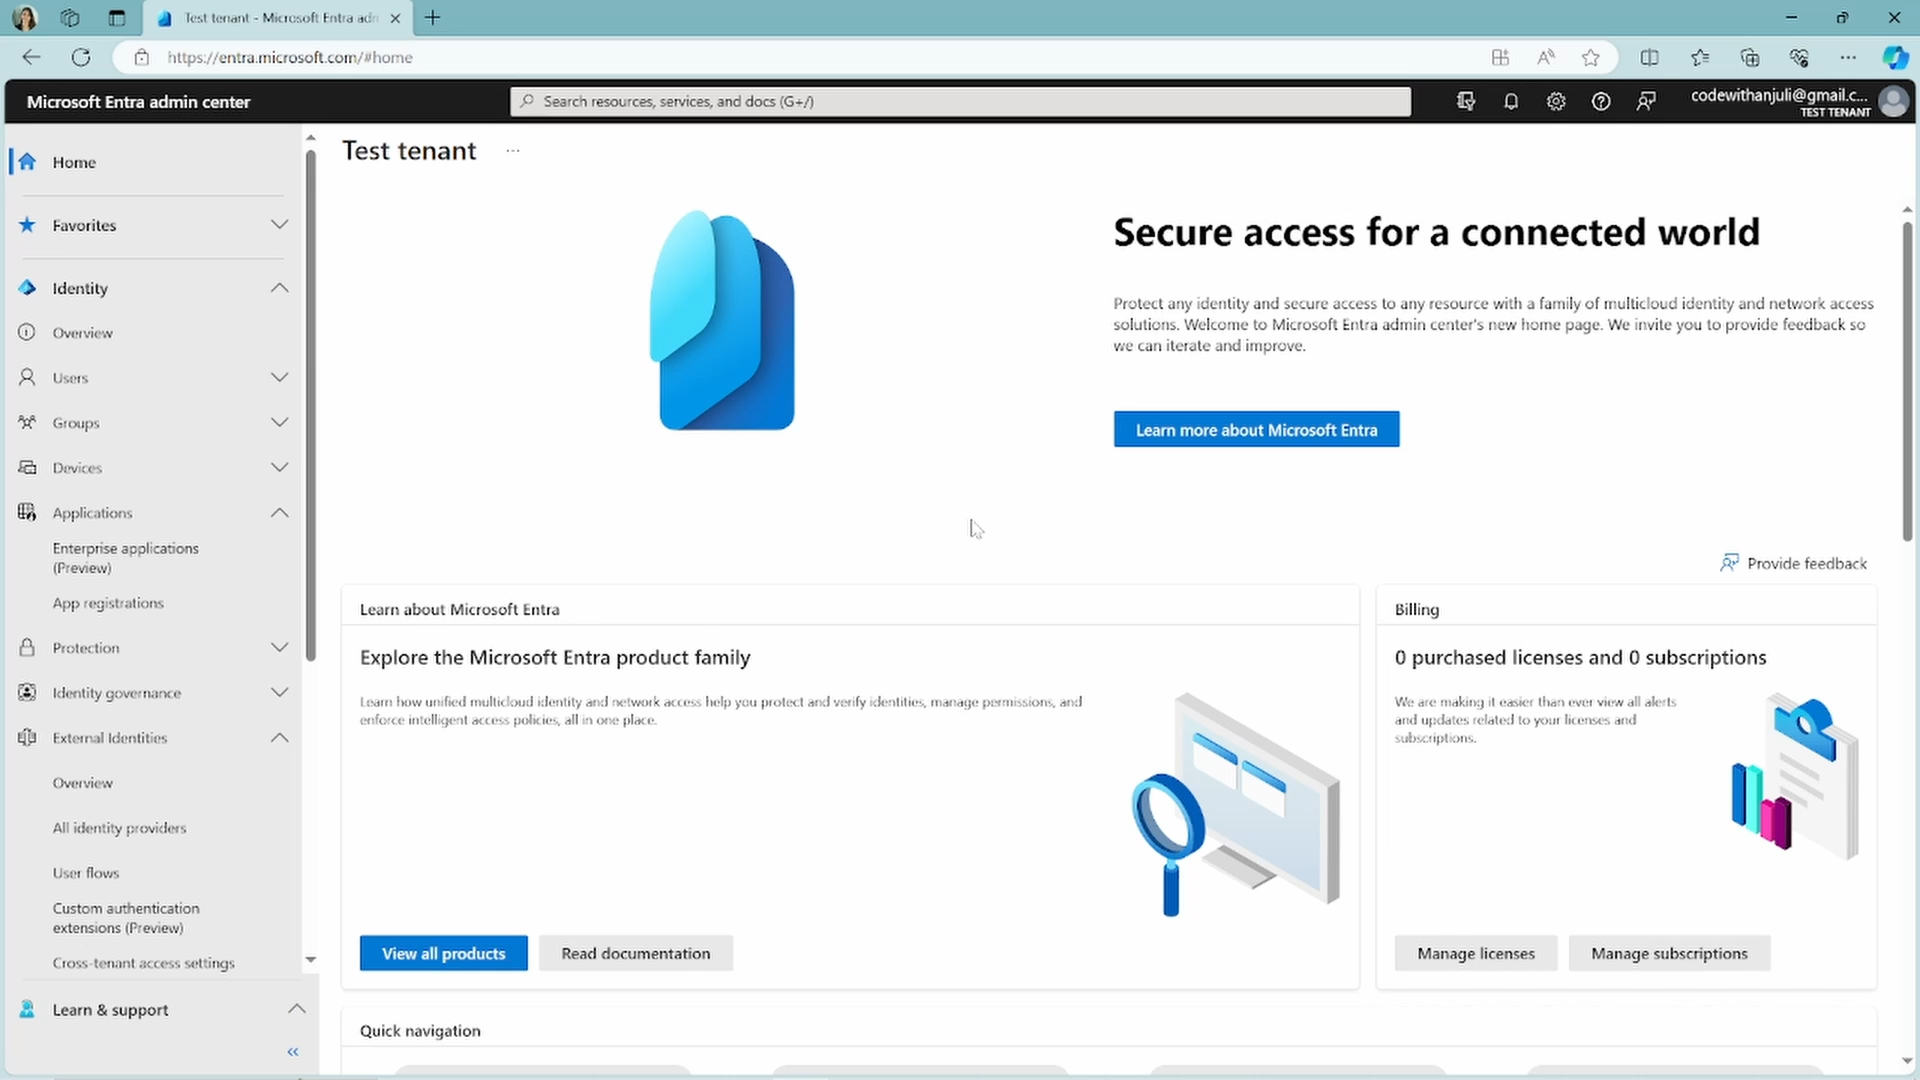 Test tenant - Microsoft Entra adn
https://entra.microsoft.com/#home
Microsoft Entra admin center
Search resources, services, and docs (G+/)
codewithanjuli@gmail.c...
TEST TENANT
Home
Favorites
Identity
Overview
Users
Groups
Devices
Applications
Enterprise applications
(Preview)
App registrations
Protection
Identity governance
External Identities
Overview
All identity providers
User flows
Custom authentication
extensions (Preview)
Cross-tenant access settings
Learn & support
Test tenant
...
Secure access for a connected world
Protect any identity and secure access to any resource with a family of multicloud identity and network access
solutions. Welcome to Microsoft Entra admin center's new home page. We invite you to provide feedback so
we can iterate and improve.
Learn more about Microsoft Entra
Provide feedback
Learn about Microsoft Entra
Explore the Microsoft Entra product family
Learn how unified multicloud identity and network access help you protect and verify identities, manage permissions, and
enforce intelligent access policies, all in one place.
View all products
Read documentation
Billing
0 purchased licenses and 0 subscriptions
We are making it easier than ever view all alerts
and updates related to your licenses and
subscriptions.
Manage licenses
Manage subscriptions
Quick navigation